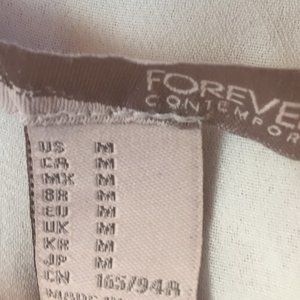 FOREVE
CONTEMPOR
US M
CA M
MX M
BR M
EU M
UK M
KR M
JP M
CN 165/94A